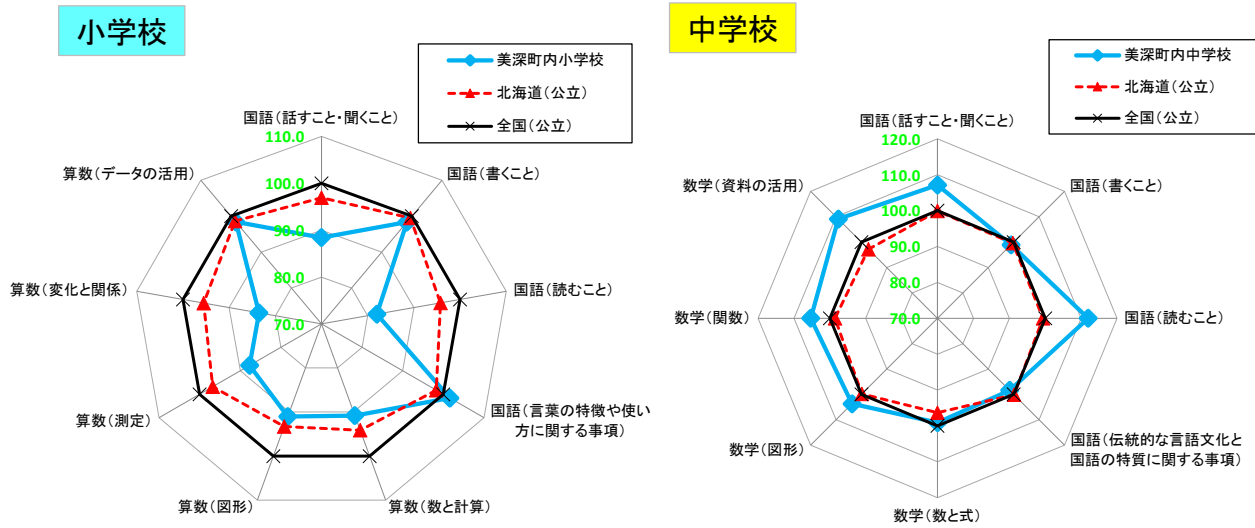 小学校
美深町内小学校
北海道(公立)
全国(公立)
国語(話すこと・聞くこと)
110.0
100.0
90.0
80.0
70.0
国語(書くこと)
国語(読むこと)
国語(言葉の特徴や使い
方に関する事項)
算数(数と計算)
算数(図形)
算数(測定)
算数(変化と関係)
算数(データの活用)
中学校
美深町内中学校
北海道(公立)
全国(公立)
国語(話すこと・聞くこと)
120.0
110.0
100.0
90.0
80.0
70.0
国語(書くこと)
国語(読むこと)
国語(伝統的な言語文化と
国語の特質に関する事項)
数学(数と式)
数学(図形)
数学(関数)
数学(資料の活用)